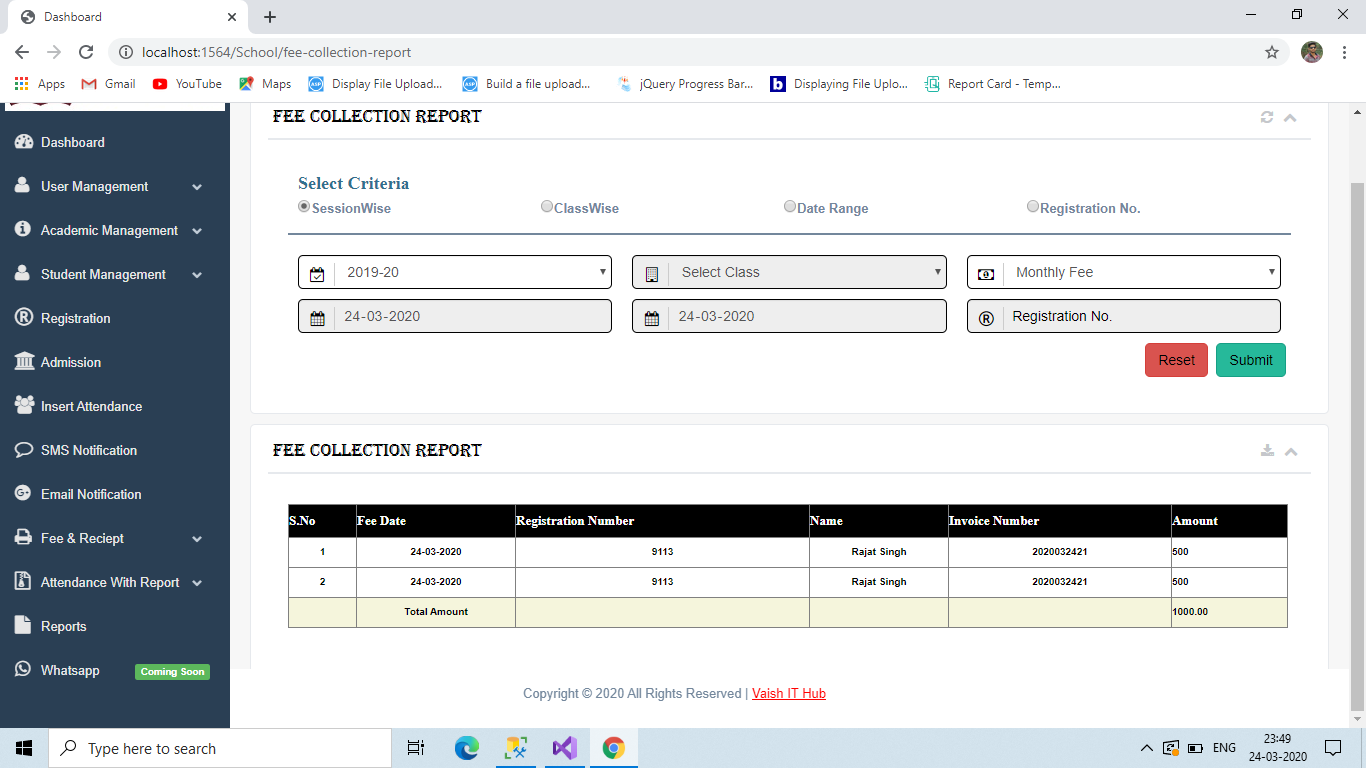 Dashboard
localhost:1564/School/fee-collection-report
Apps Gmail YouTube Maps Display File Upload... Build a file upload... jQuery Progress Bar... Displaying File Uplo... Report Card - Temp...
Dashboard
User Management
Academic Management
Student Management
Registration
Admission
Insert Attendance
SMS Notification
Email Notification
Fee & Reciept
Attendance With Report
Reports
Whatsapp Coming Soon
FEE COLLECTION REPORT
Select Criteria
SessionWise ClassWise Date Range Registration No.
2019-20 Select Class Monthly Fee
24-03-2020 24-03-2020 Registration No.
Reset Submit
FEE COLLECTION REPORT
S.No Fee Date Registration Number Name Invoice Number Amount
1 24-03-2020 9113 Rajat Singh 2020032421 500
2 24-03-2020 9113 Rajat Singh 2020032421 500
Total Amount 1000.00
Copyright © 2020 All Rights Reserved | Vaish IT Hub
Type here to search
ENG
23:49
24-03-2020